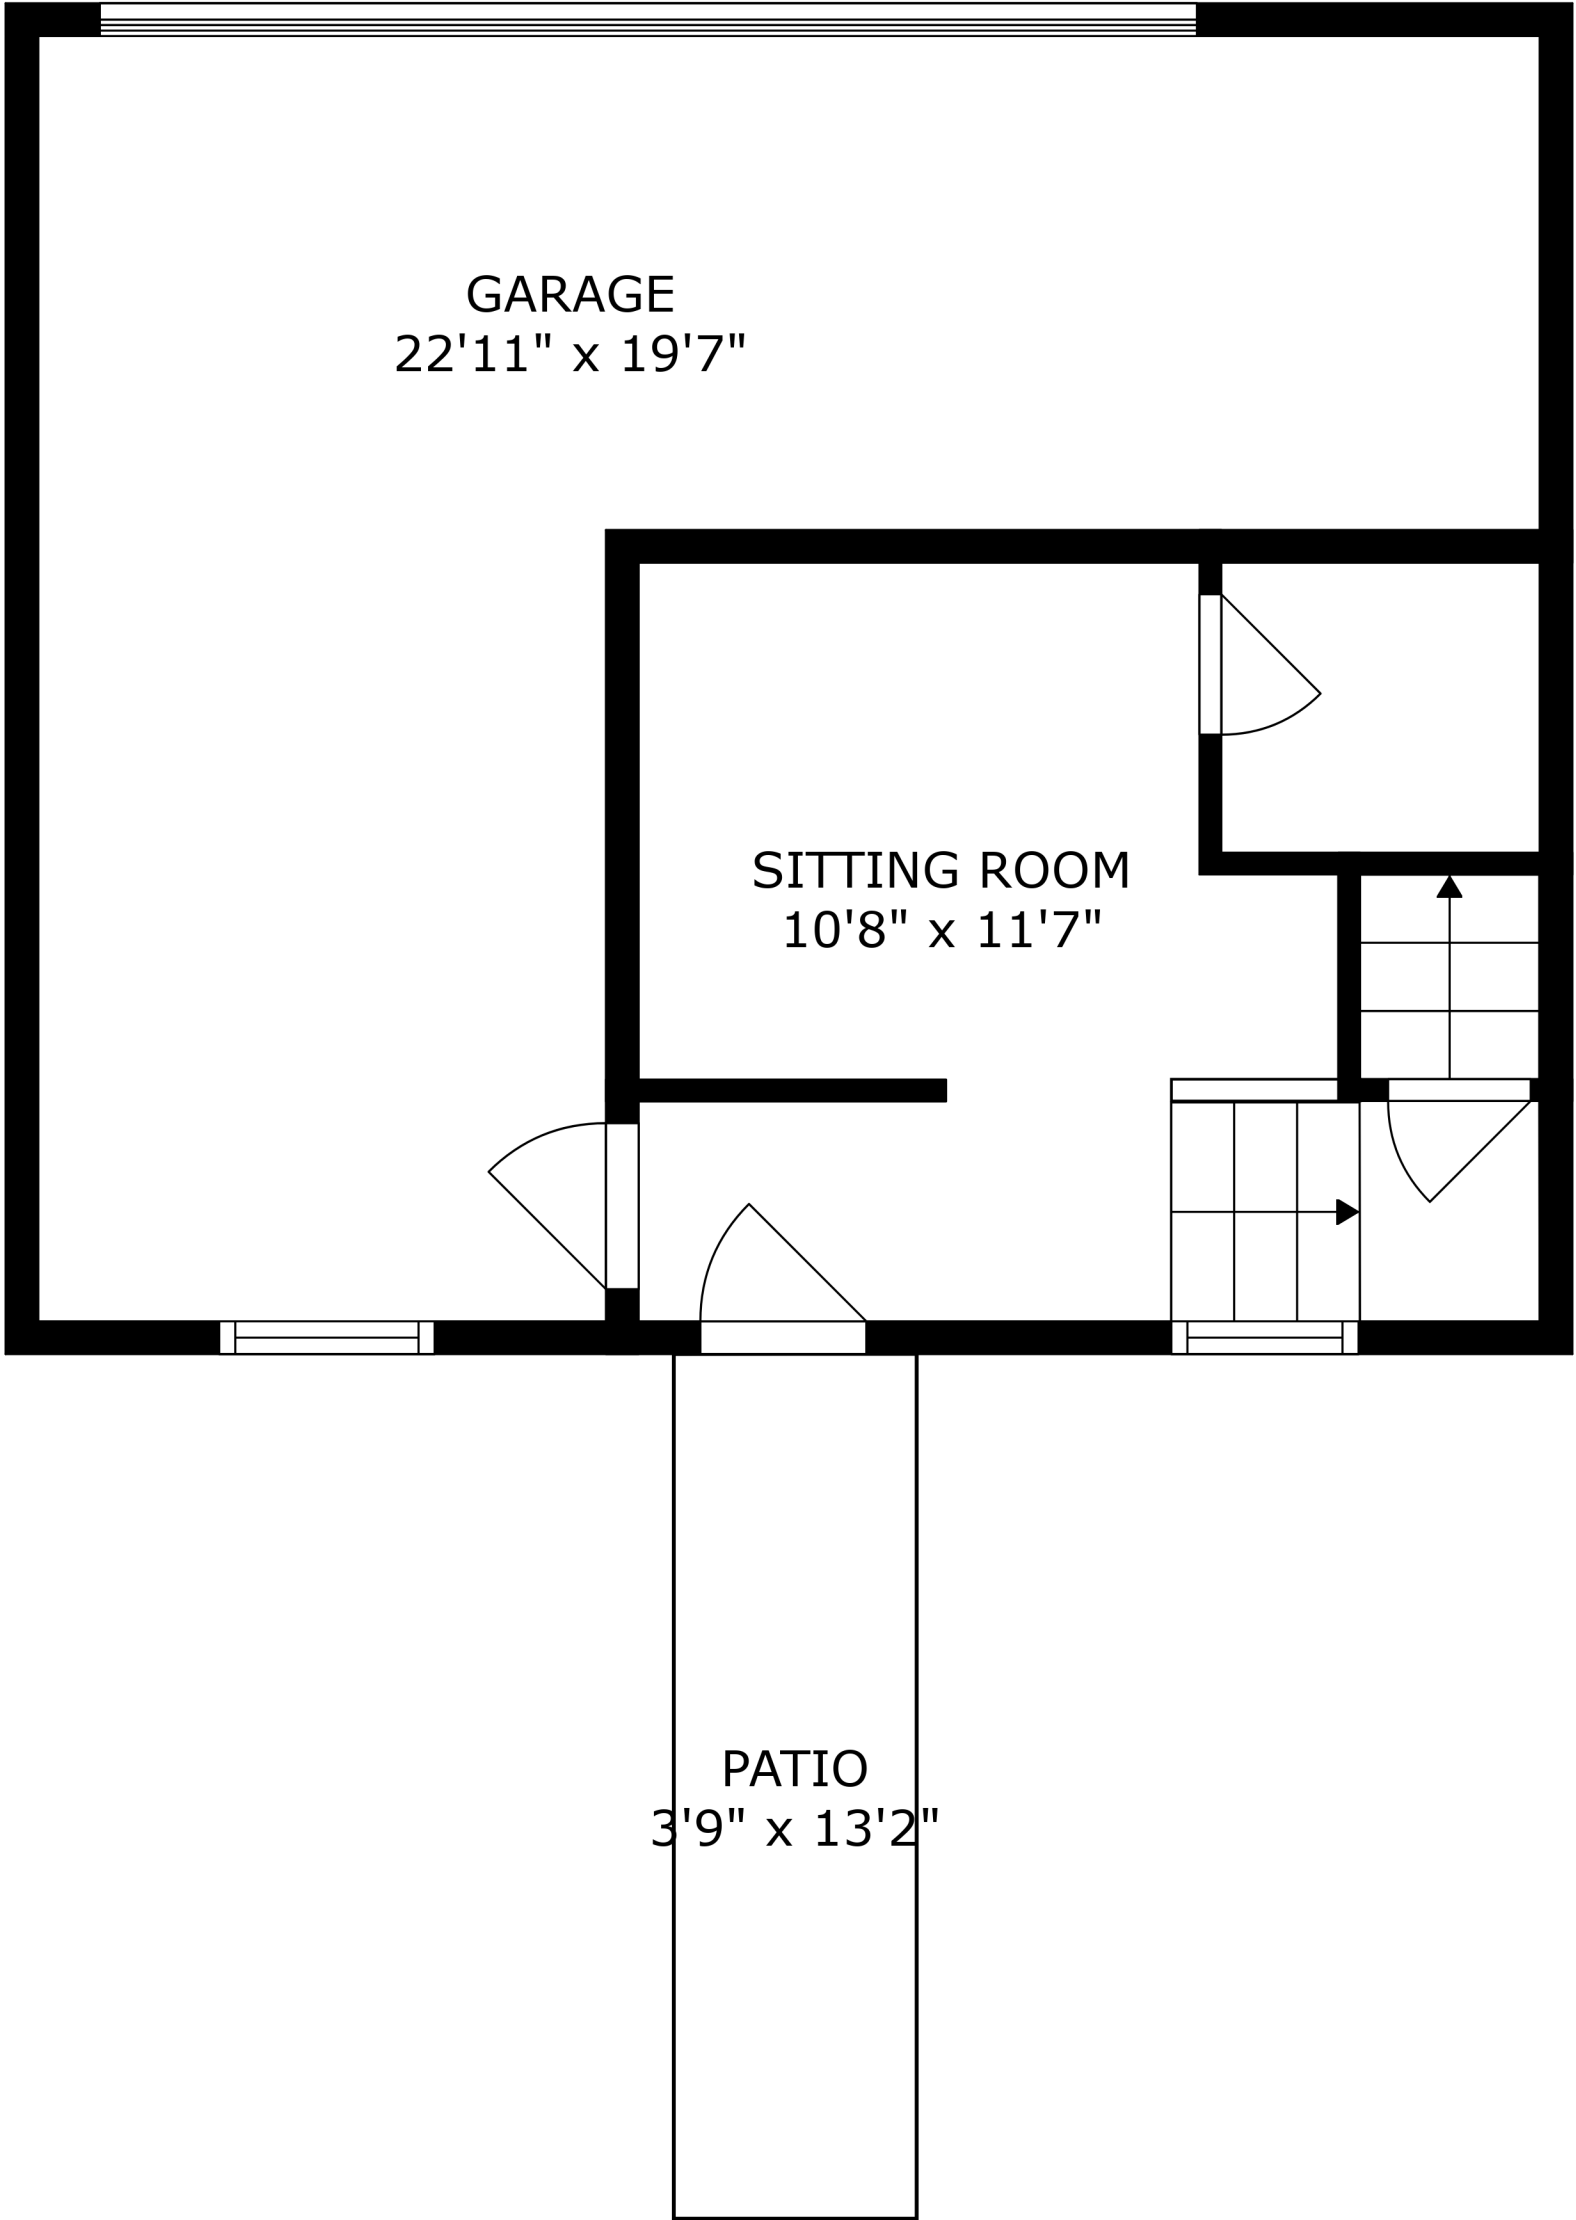 GARAGE
22'11" x 19'7"
SITTING ROOM
10'8" x 11'7"
PATIO
3'9" x 13'2"